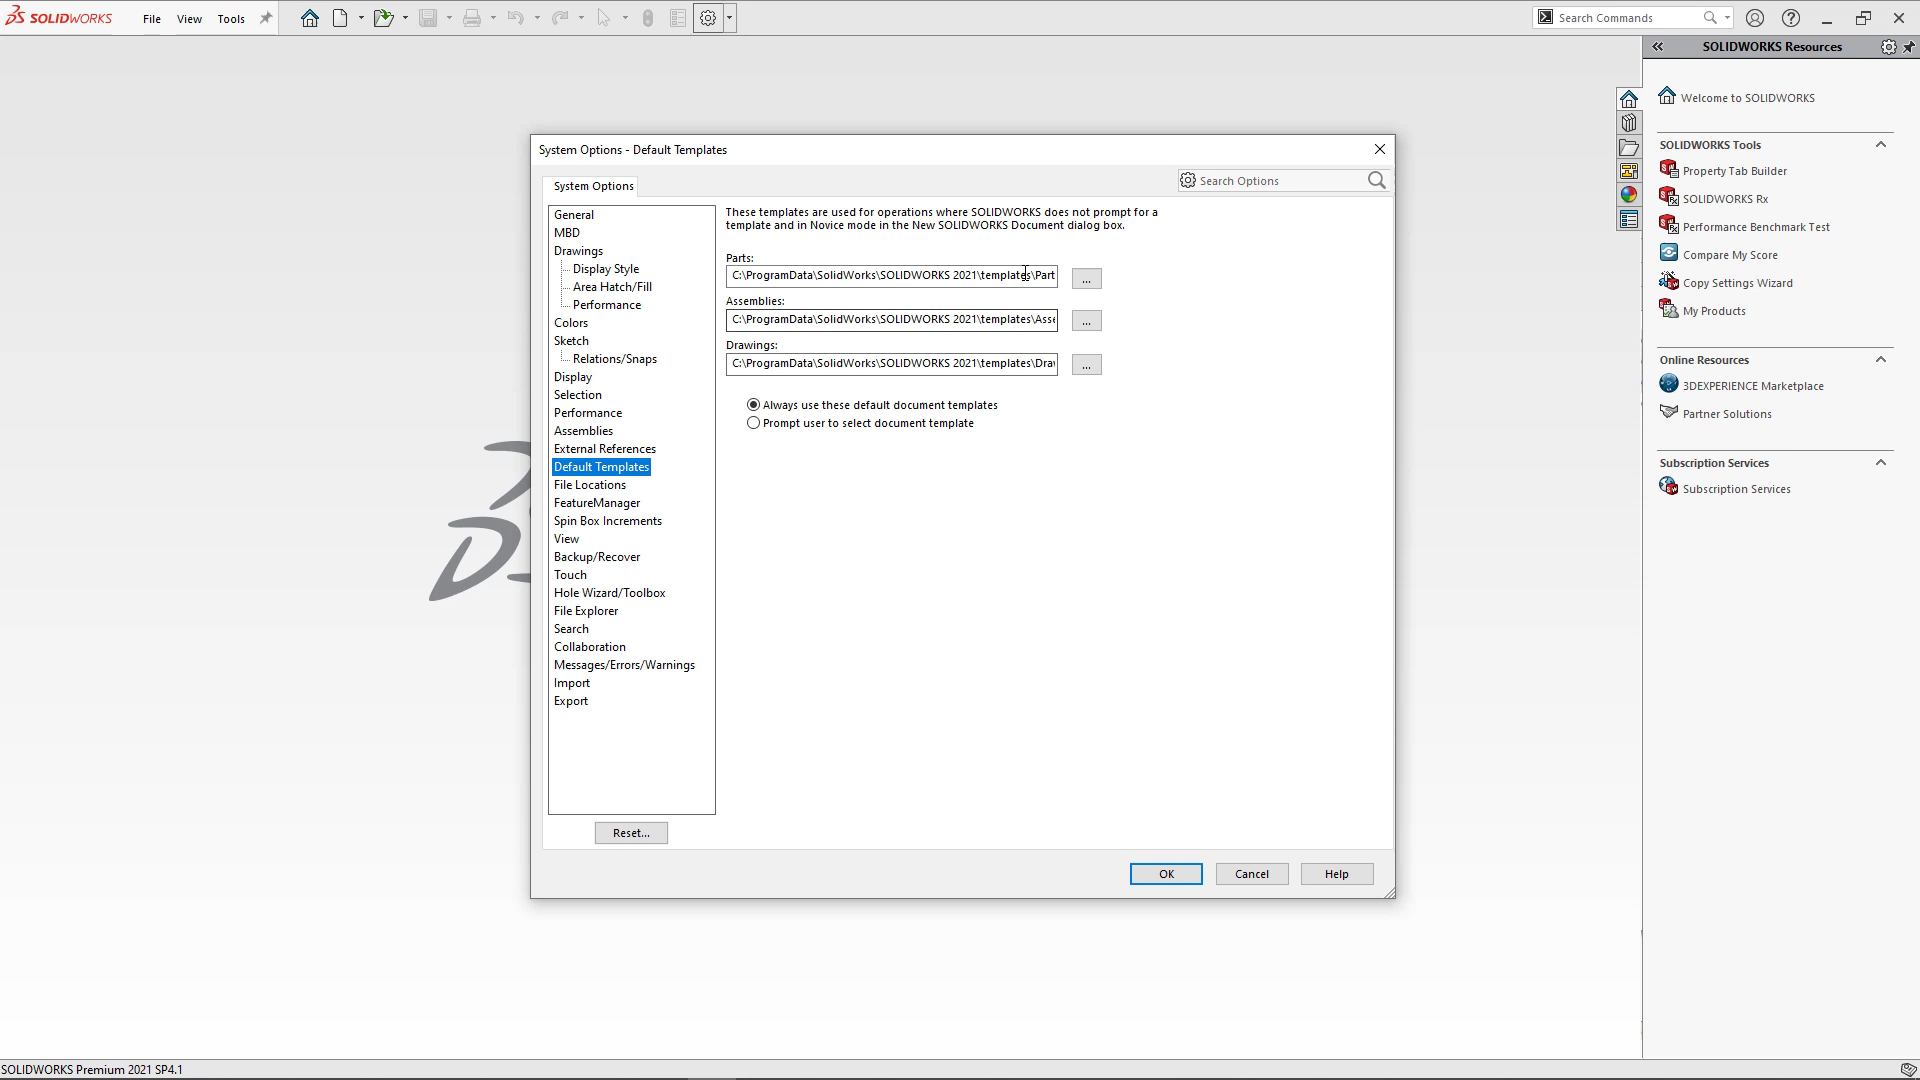 SOLIDWORKS
File
View
Tools
Search Commands
SOLIDWORKS Resources
Welcome to SOLIDWORKS
SOLIDWORKS Tools
Property Tab Builder
SOLIDWORKS Rx
Performance Benchmark Test
Compare My Score
Copy Settings Wizard
My Products
Online Resources
3DEXPERIENCE Marketplace
Partner Solutions
Subscription Services
Subscription Services
System Options - Default Templates
System Options
Search Options
General
MBD
Drawings
Display Style
Area Hatch/Fill
Performance
Colors
Sketch
Relations/Snaps
Display
Selection
Performance
Assemblies
External References
Default Templates
File Locations
FeatureManager
Spin Box Increments
View
Backup/Recover
Touch
Hole Wizard/Toolbox
File Explorer
Search
Collaboration
Messages/Errors/Warnings
Import
Export
Reset...
These templates are used for operations where SOLIDWORKS does not prompt for a
template and in Novice mode in the New SOLIDWORKS Document dialog box.
Parts:
C:\ProgramData\SolidWorks\SOLIDWORKS 2021\templates\Part
...
Assemblies:
C:\ProgramData\SolidWorks\SOLIDWORKS 2021\templates\Asse
...
Drawings:
C:\ProgramData\SolidWorks\SOLIDWORKS 2021\templates\Dra
...
Always use these default document templates
Prompt user to select document template
OK
Cancel
Help
SOLIDWORKS Premium 2021 SP4.1